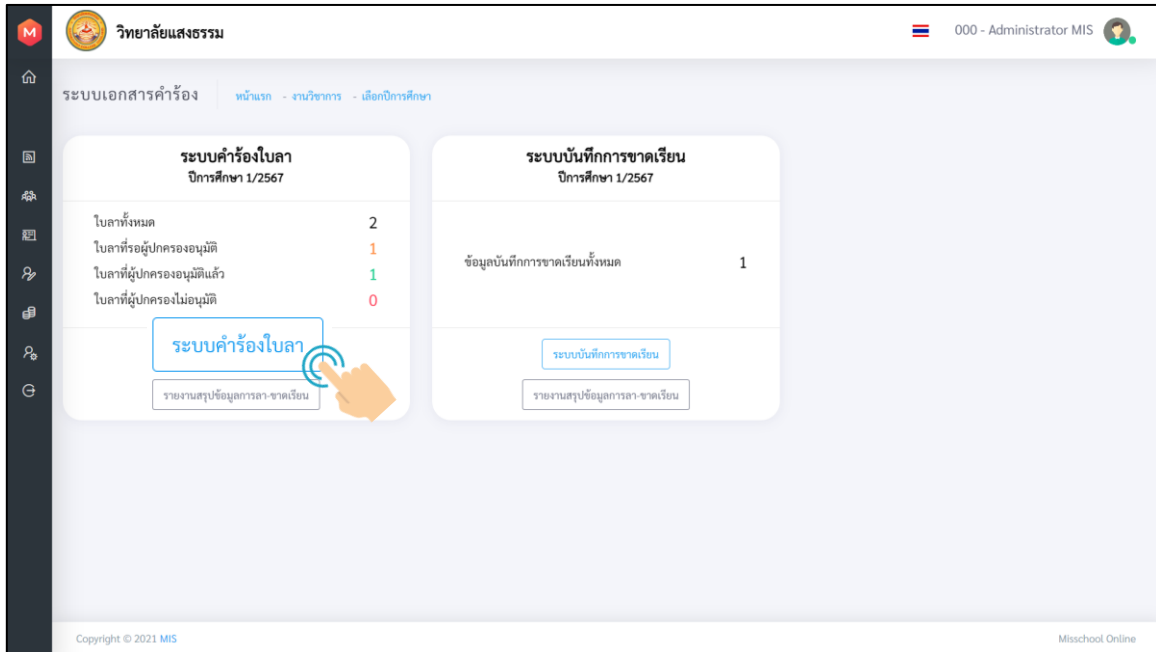 M
วิทยาลัยแสงธรรม
000 - Administrator MIS
ระบบเอกสารคำร้อง
หน้าแรก - งานวิชาการ - เลือกปีการศึกษา
ระบบคำร้องใบลา
ปีการศึกษา 1/2567
ใบลาทั้งหมด 2
ใบลาที่รอผู้ปกครองอนุมัติ 1
ใบลาที่ผู้ปกครองอนุมัติแล้ว 1
ใบลาที่ผู้ปกครองไม่อนุมัติ 0
ระบบคำร้องใบลา
รายงานสรุปข้อมูลการลา-ขาดเรียน
ระบบบันทึกการขาดเรียน
ปีการศึกษา 1/2567
ข้อมูลบันทึกการขาดเรียนทั้งหมด 1
ระบบบันทึกการขาดเรียน
รายงานสรุปข้อมูลการลา-ขาดเรียน
Copyright © 2021 MIS
Misschool Online